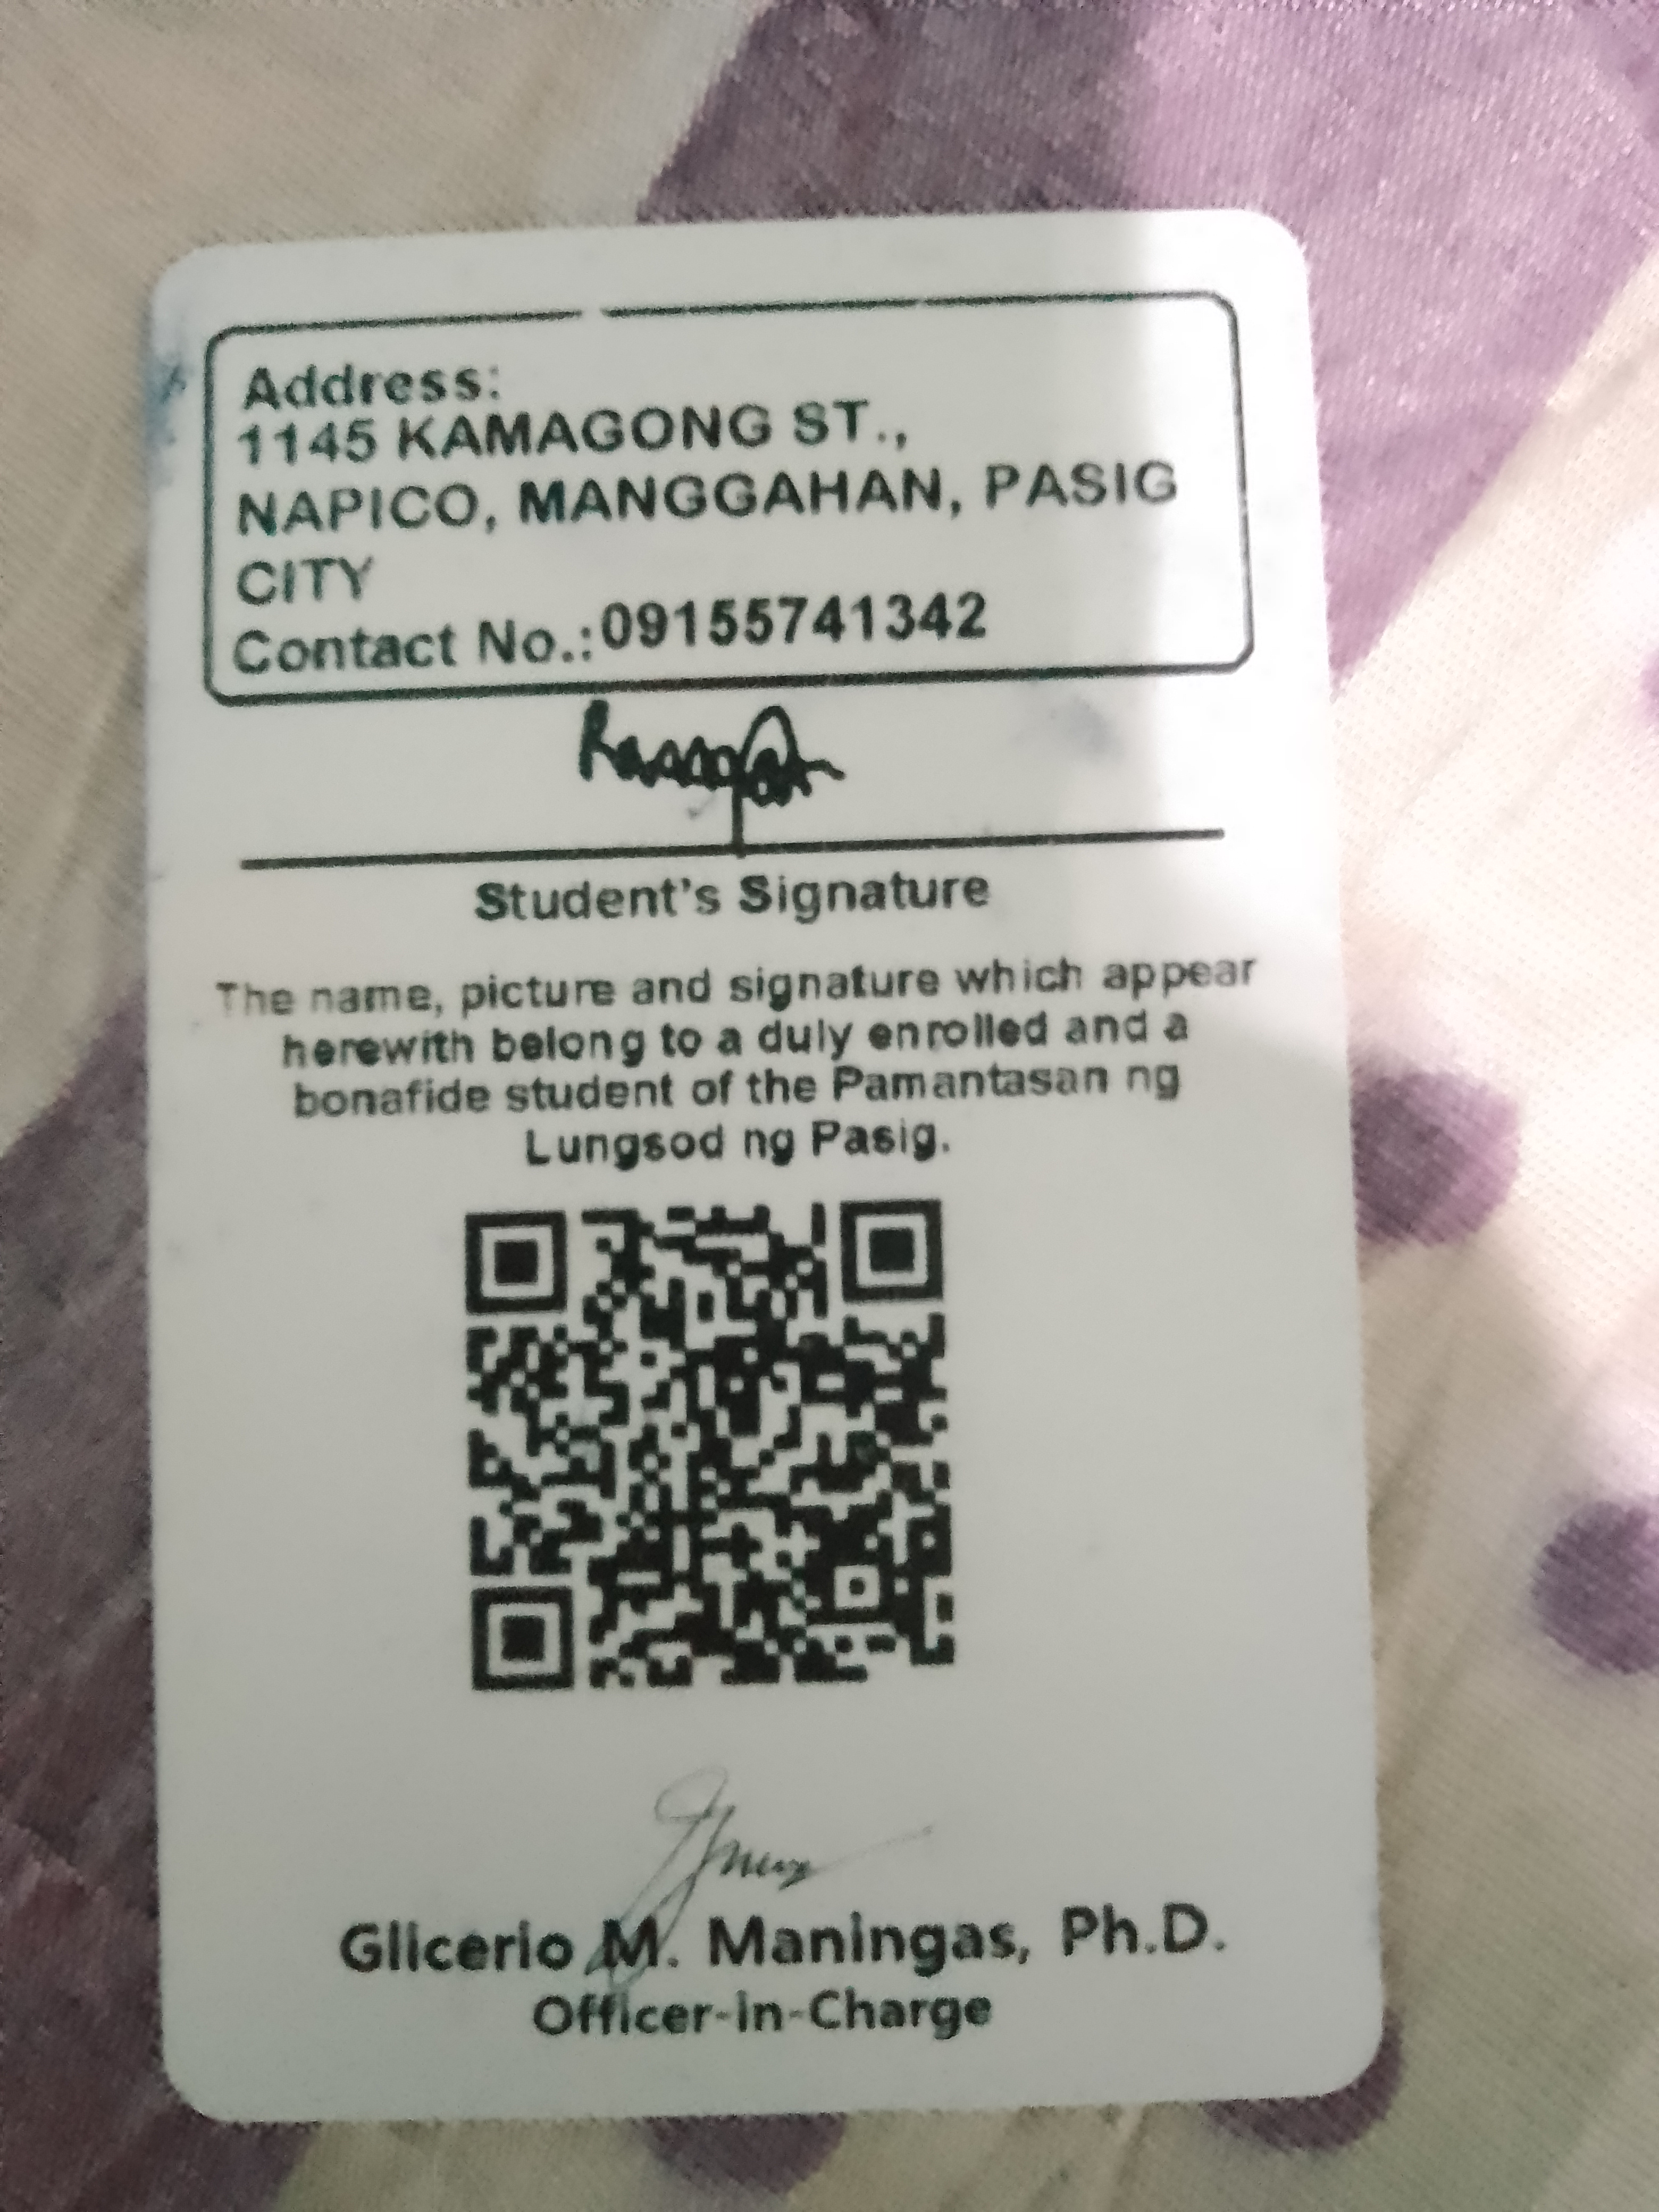 Address:
1145 KAMAGONG ST.,
NAPICO, MANGGAHAN, PASIG
CITY
Contact No.:09155741342
Student's Signature
The name, picture and signature which appear
herewith belong to a duly enrolled and a
bonafide student of the Pamantasan ng
Lungsod ng Pasig.
Glicerio M. Maningas, Ph.D.
Officer-in-Charge